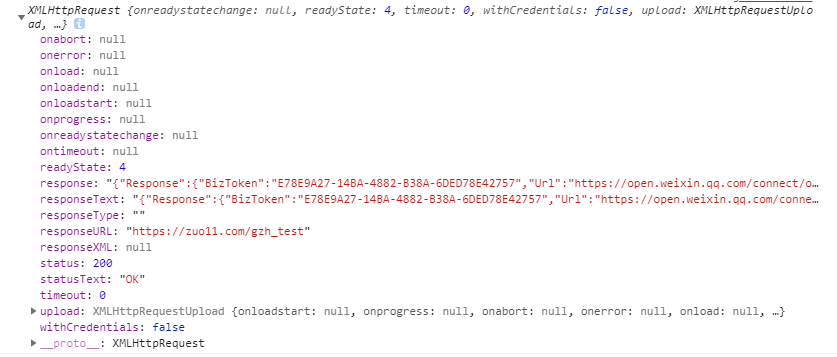 XMLHttpRequest {onreadystatechange: null, readyState: 4, timeout: 0, withCredentials: false, upload: XMLHttpRequestUplo
ad, …} i
onabort: null
onerror: null
onload: null
onloadend: null
onloadstart: null
onprogress: null
onreadystatechange: null
ontimeout: null
readyState: 4
response: "{"Response":{"BizToken":"E78E9A27-14BA-4882-B38A-6DED78E42757","Url":"https://open.weixin.qq.com/connect/o…
responseText: "{"Response":{"BizToken":"E78E9A27-14BA-4882-B38A-6DED78E42757","Url":"https://open.weixin.qq.com/conne…
responseType: ""
responseURL: "https://zuo11.com/gzh_test"
responseXML: null
status: 200
statusText: "OK"
timeout: 0
upload: XMLHttpRequestUpload {onloadstart: null, onprogress: null, onabort: null, onerror: null, onload: null, …}
withCredentials: false
__proto__: XMLHttpRequest